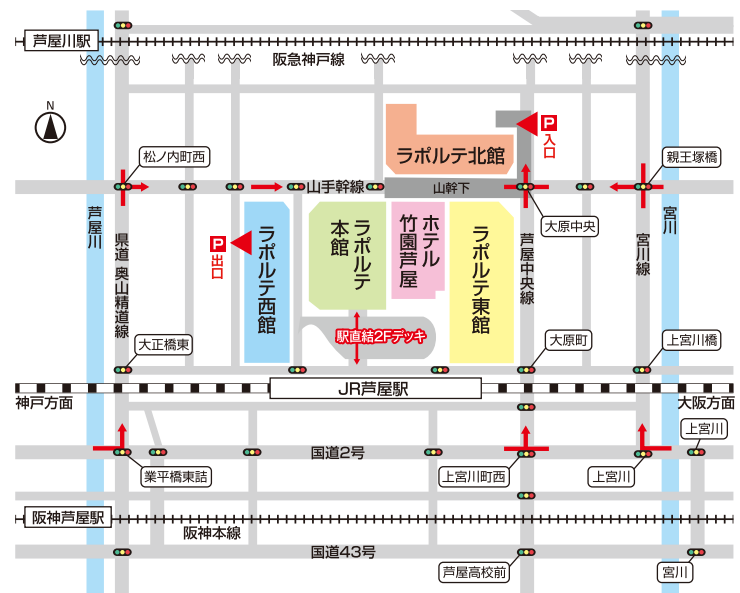 芦屋川駅
阪急神戸線
N
P
入口
ラポルテ北館
松ノ内町西
親王塚橋
山手幹線
山幹下
大原中央
芦屋川
宮川
県道 奥山精道線
P
出口
ラポルテ西館
ラポルテ
本館
ホテル
竹園芦屋
ラポルテ東館
芦屋中央線
宮川線
駅直結2Fデッキ
大正橋東
大原町
上宮川橋
JR芦屋駅
神戸方面
大阪方面
上宮川
国道2号
業平橋東詰
上宮川町西
上宮川
阪神芦屋駅
阪神本線
国道43号
芦屋高校前
宮川